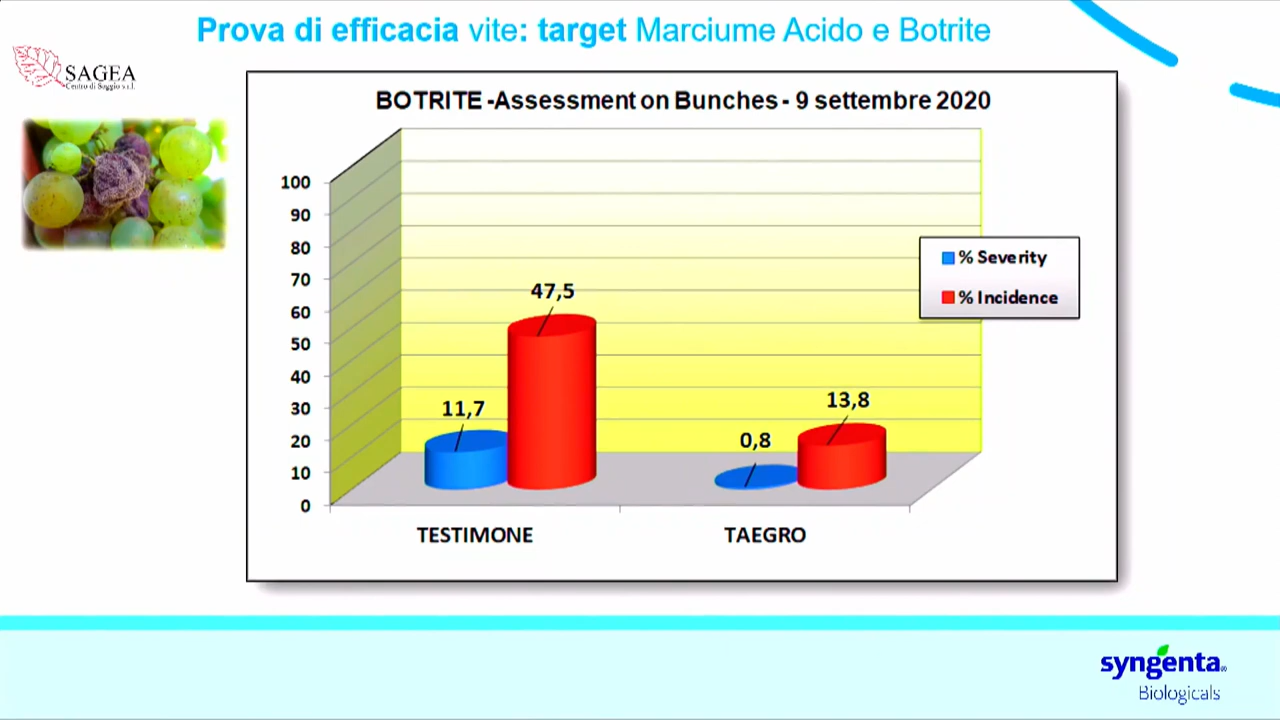 Prova di efficacia vite: target Marciume Acido e Botrite
SAGEA
Centro di Saggio s.r.l.
BOTRITE -Assessment on Bunches - 9 settembre 2020
100
90
80
70
60
50
40
30
20
10
0
47,5
11,7
13,8
0,8
% Severity
% Incidence
TESTIMONE
TAEGRO
syngenta®
Biologicals